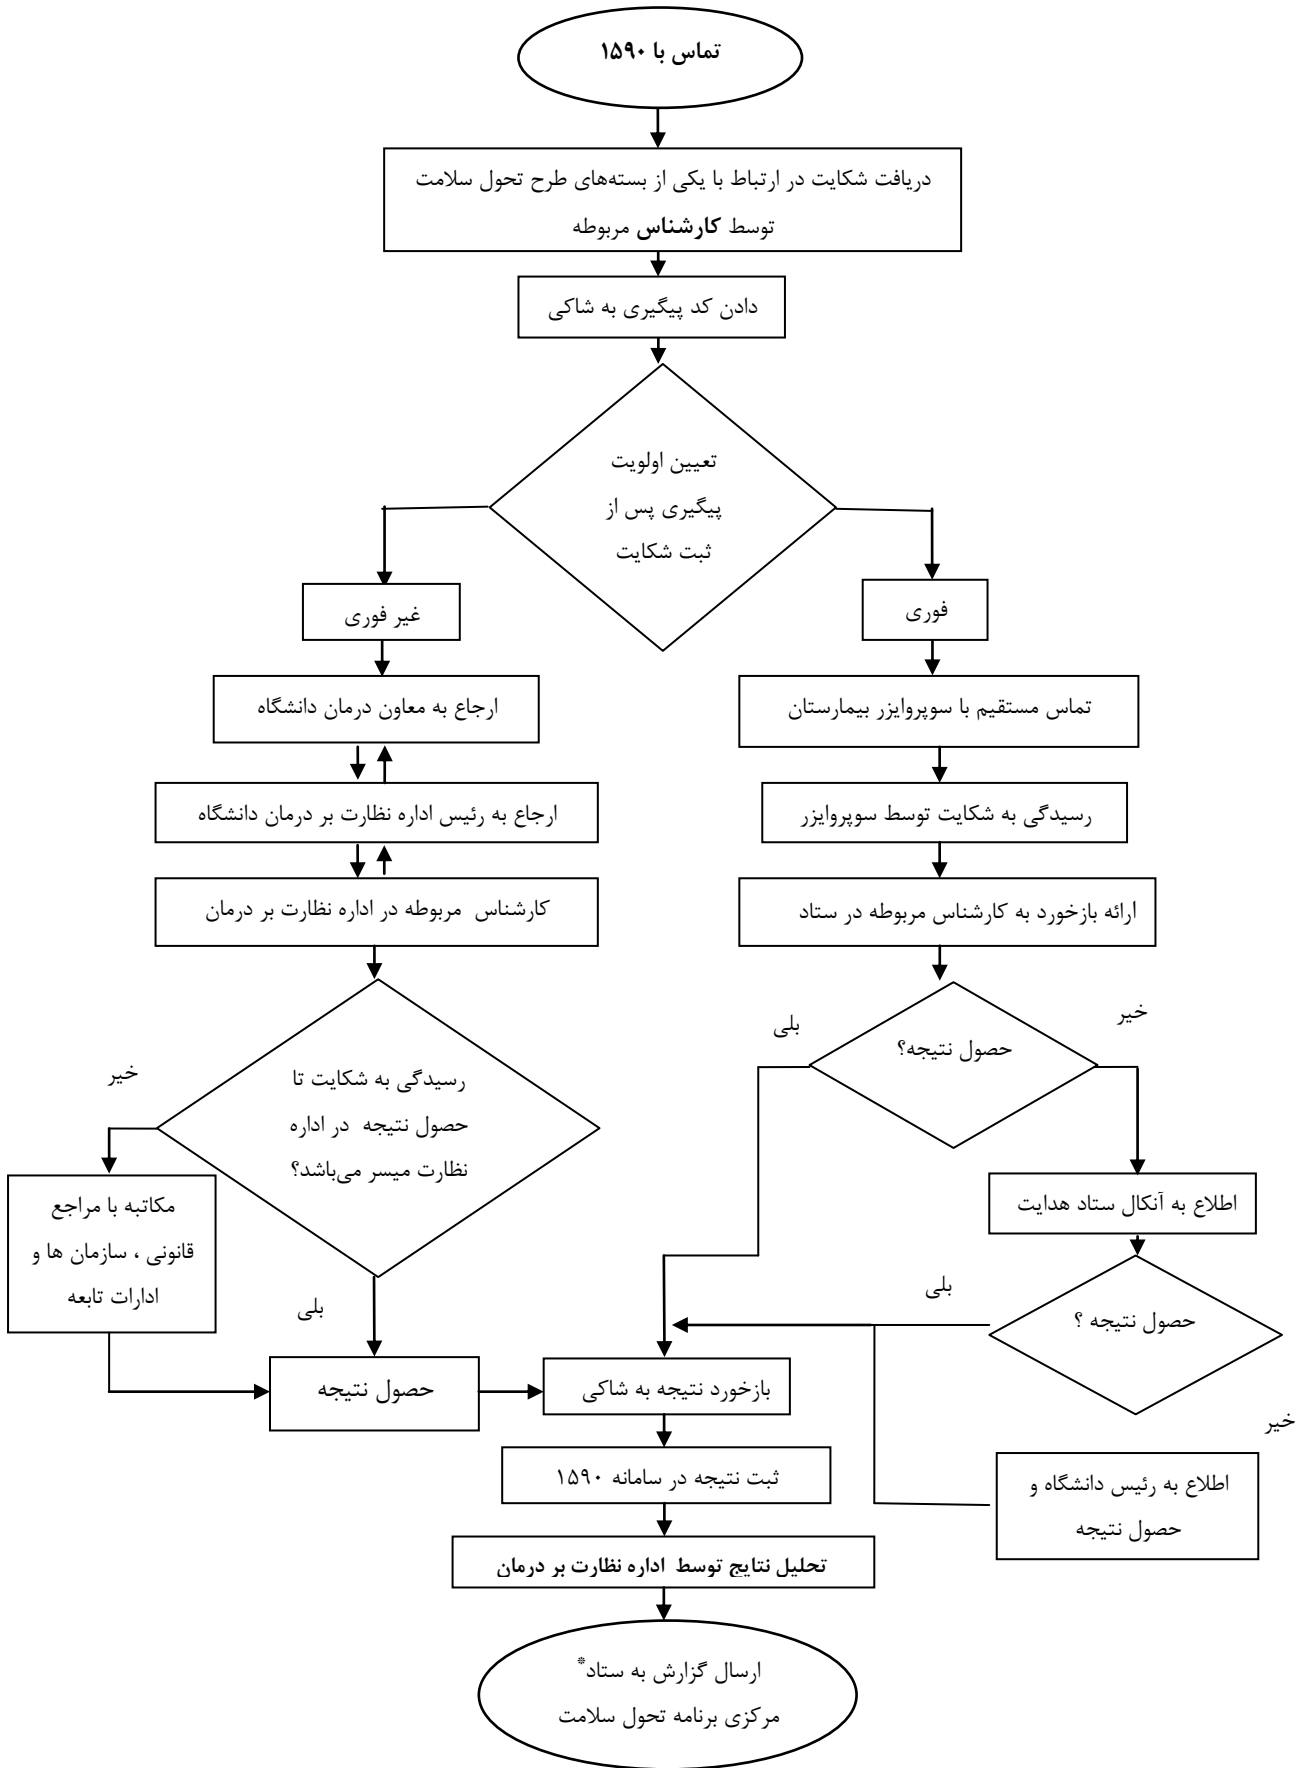 تماس با ۱۵۹۰
دریافت شکایت در ارتباط با یکی از بسته‌های طرح تحول سلامت
توسط کارشناس مربوطه
دادن کد پیگیری به شاکی
تعیین اولویت
پیگیری پس از
ثبت شکایت
فوری
غیر فوری
تماس مستقیم با سوپروایزر بیمارستان
ارجاع به معاون درمان دانشگاه
رسیدگی به شکایت توسط سوپروایزر
ارجاع به رئیس اداره نظارت بر درمان دانشگاه
ارائه بازخورد به کارشناس مربوطه در ستاد
کارشناس مربوطه در اداره نظارت بر درمان
خیر
بلی
حصول نتیجه؟
خیر
رسیدگی به شکایت تا
حصول نتیجه در اداره
نظارت میسر می‌باشد؟
اطلاع به آنکال ستاد هدایت
مکاتبه با مراجع
قانونی ، سازمان ها و
ادارات تابعه
بلی
بلی
حصول نتیجه ؟
خیر
بازخورد نتیجه به شاکی
حصول نتیجه
ثبت نتیجه در سامانه ۱۵۹۰
اطلاع به رئیس دانشگاه و
حصول نتیجه
تحلیل نتایج توسط اداره نظارت بر درمان
ارسال گزارش به ستاد*
مرکزی برنامه تحول سلامت